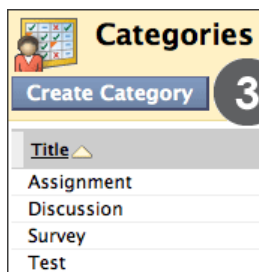 Categories
Create Category 3
Title
Assignment
Discussion
Survey
Test